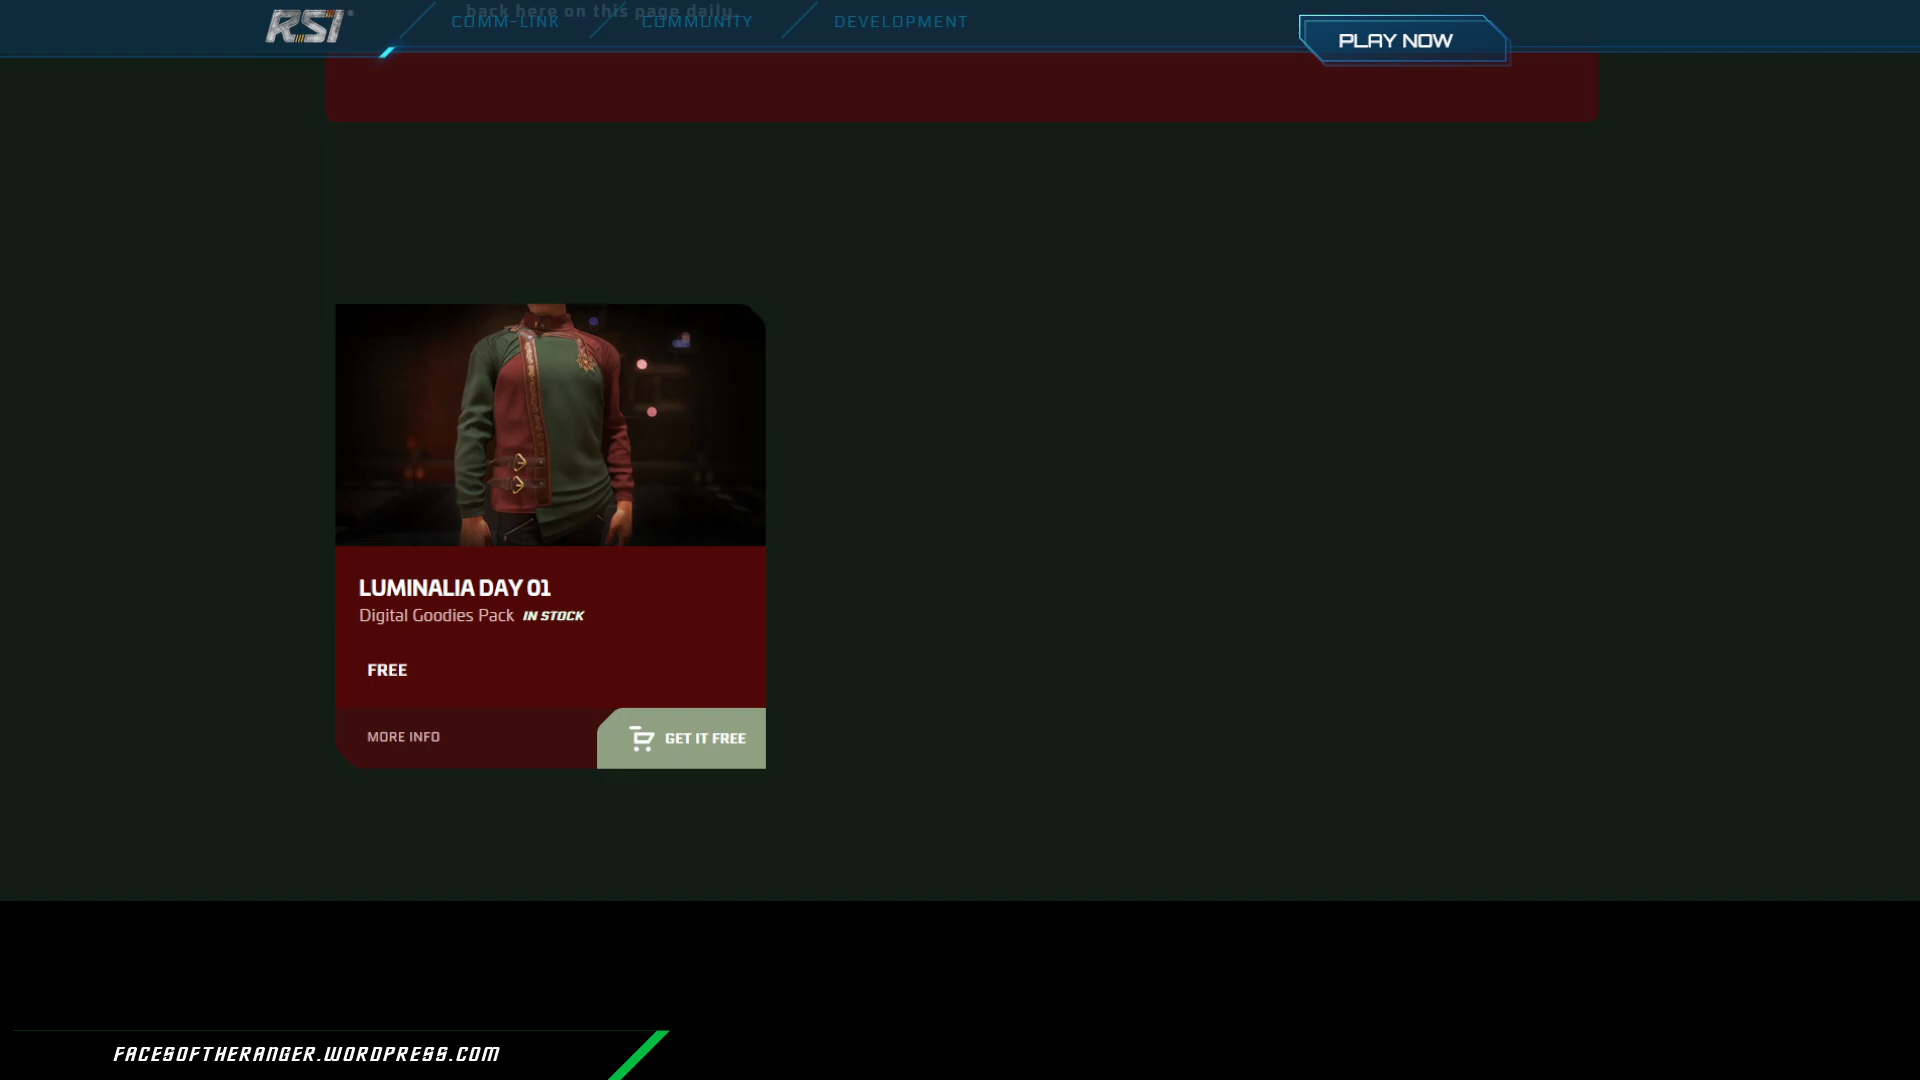 back here on this page daily.
RSI
COMM-LINK
COMMUNITY
DEVELOPMENT
PLAY NOW
LUMINALIA DAY 01
Digital Goodies Pack IN STOCK
FREE
MORE INFO
GET IT FREE
FACESOFTHERANGER.WORDPRESS.COM